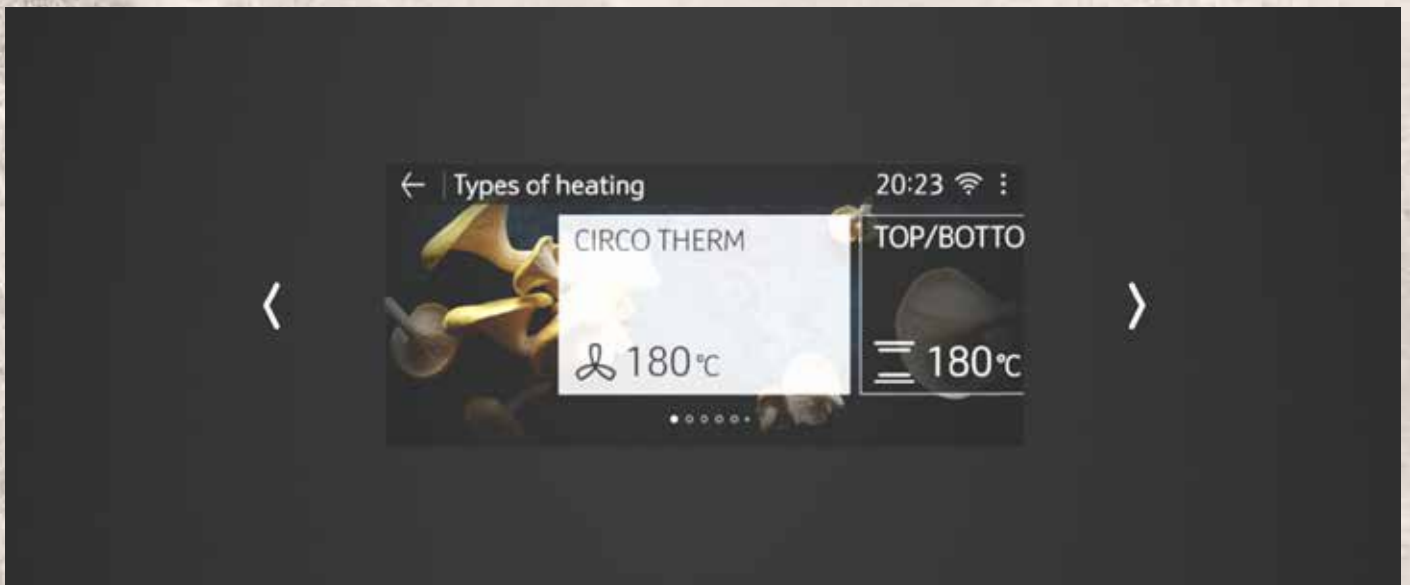 Types of heating
20:23
CIRCO THERM
TOP/BOTTO
180°C
180°C